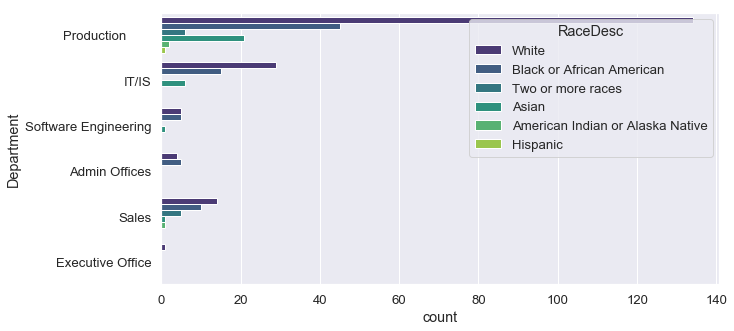 Production
IT/IS
Software Engineering
Admin Offices
Sales
Executive Office
Department
0 20 40 60 80 100 120 140
count
RaceDesc
White
Black or African American
Two or more races
Asian
American Indian or Alaska Native
Hispanic